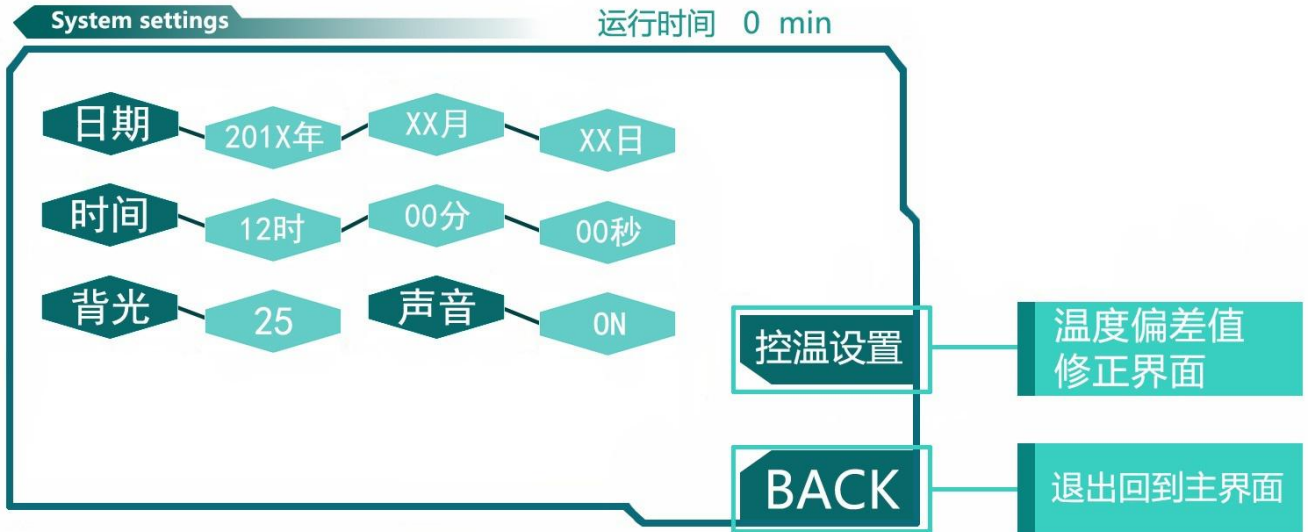 System settings
运行时间 0 min
日期 201X年 XX月 XX日
时间 12时 00分 00秒
背光 25 声音 ON
控温设置
温度偏差值
修正界面
BACK
退出回到主界面